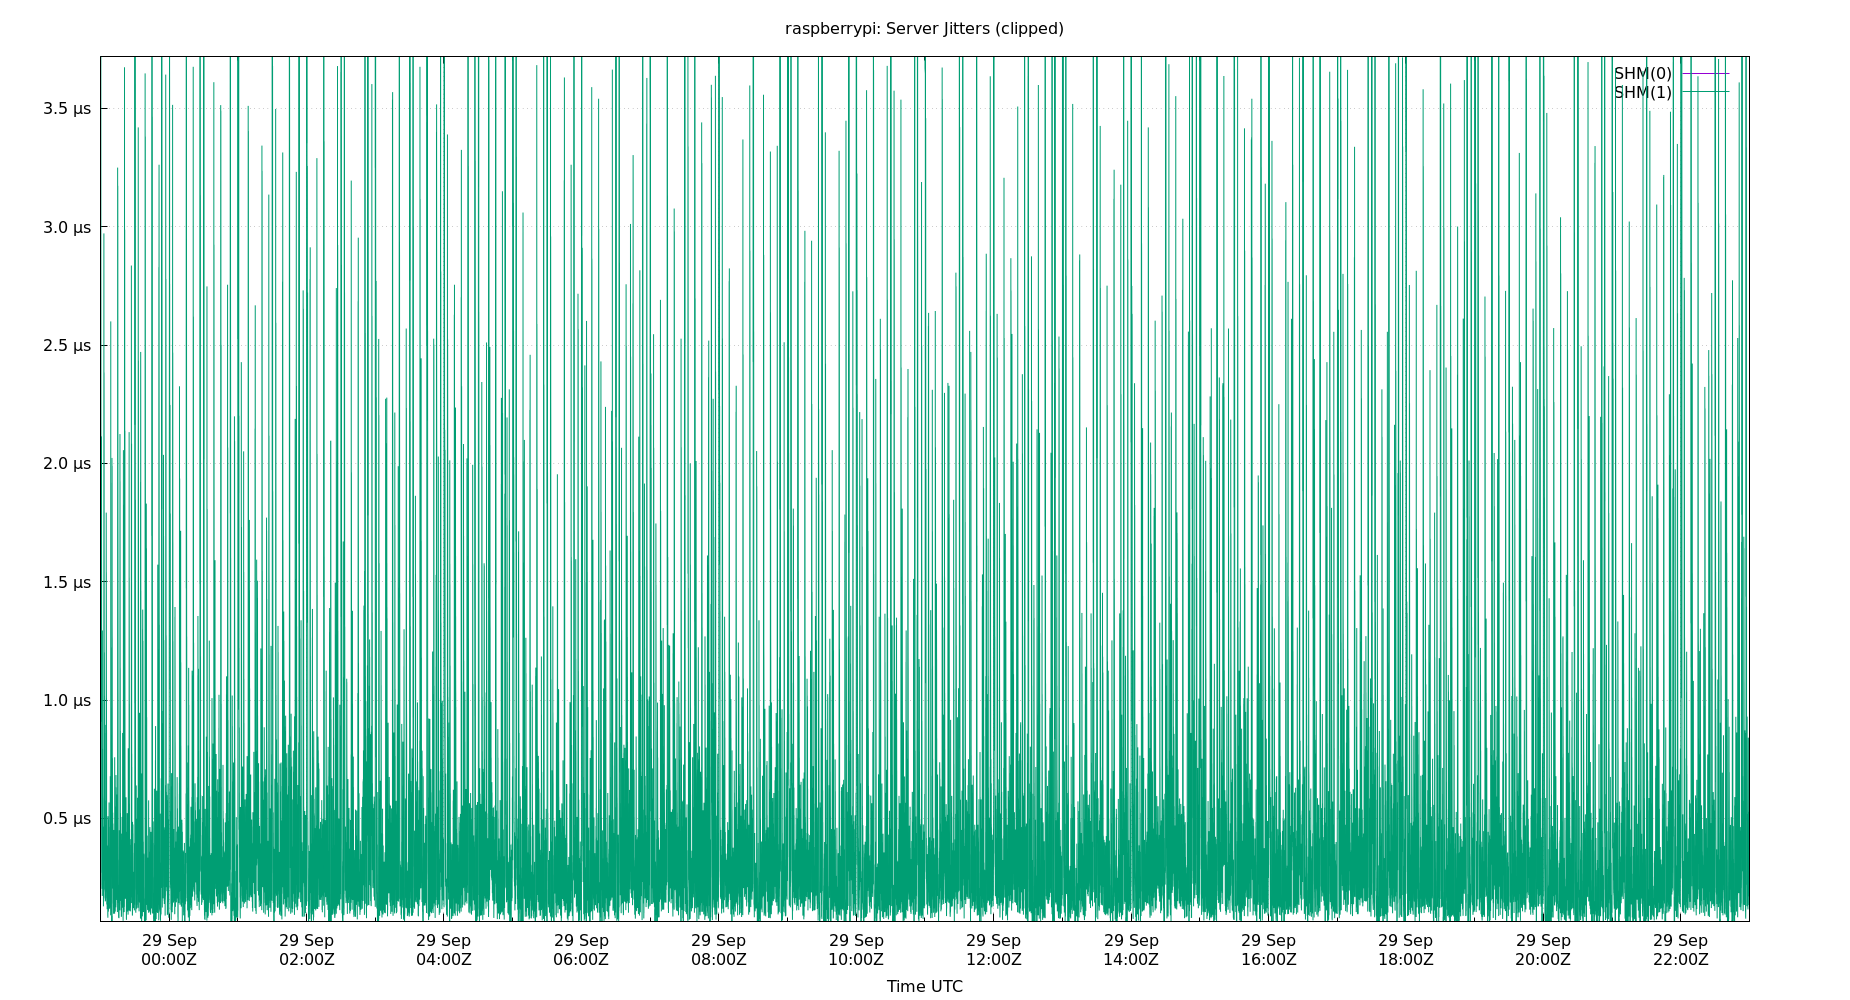 raspberrypi: Server Jitters (clipped)
SHM(0)
SHM(1)
3.5 µs
3.0 µs
2.5 µs
2.0 µs
1.5 µs
1.0 µs
0.5 µs
29 Sep 29 Sep 29 Sep 29 Sep 29 Sep 29 Sep 29 Sep 29 Sep 29 Sep 29 Sep 29 Sep 29 Sep
00:00Z 02:00Z 04:00Z 06:00Z 08:00Z 10:00Z 12:00Z 14:00Z 16:00Z 18:00Z 20:00Z 22:00Z
Time UTC